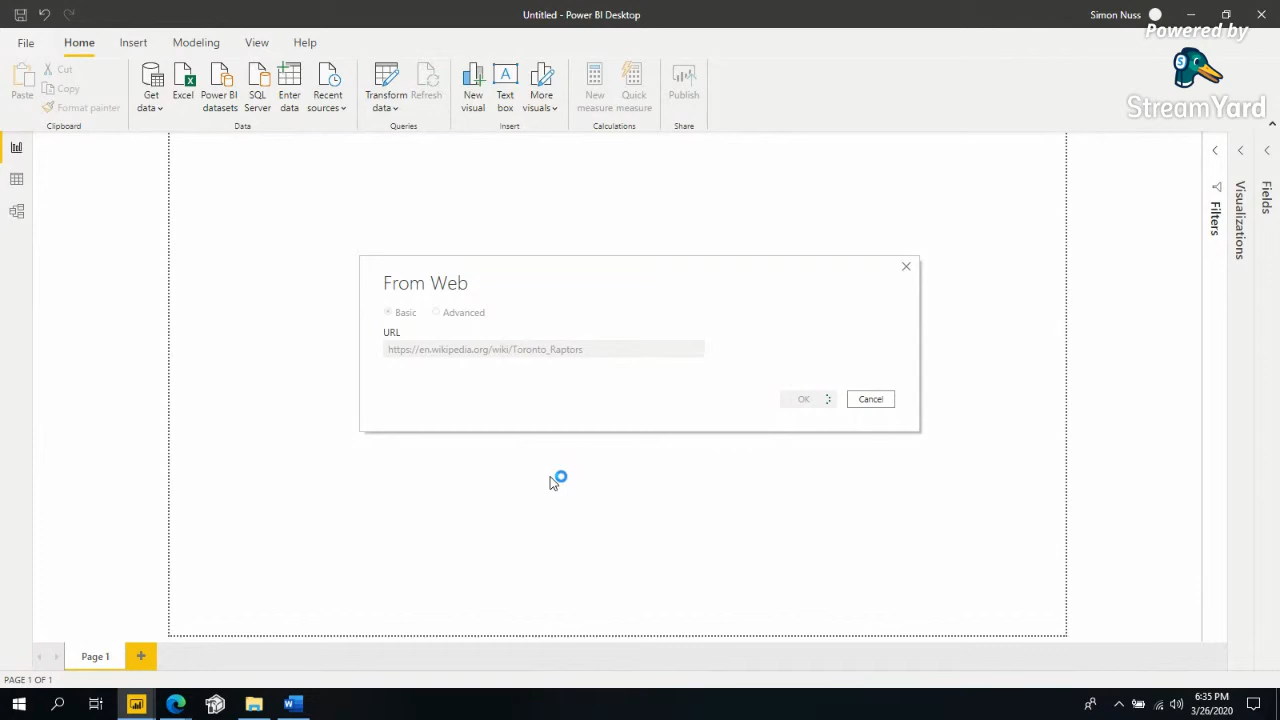 Untitled - Power BI Desktop
Simon Nuss
Powered by
StreamYard
File
Home
Insert
Modeling
View
Help
Paste
Cut
Copy
Format painter
Clipboard
Get data
Excel
Power BI datasets
SQL Server
Enter data
Recent sources
Data
Transform data
Refresh
Queries
New visual
Text box
More visuals
Insert
New measure
Quick measure
Calculations
Publish
Share
Filters
Visualizations
Fields
From Web
Basic
Advanced
URL
https://en.wikipedia.org/wiki/Toronto_Raptors
OK
Cancel
Page 1
PAGE 1 OF 1
6:35 PM
3/26/2020